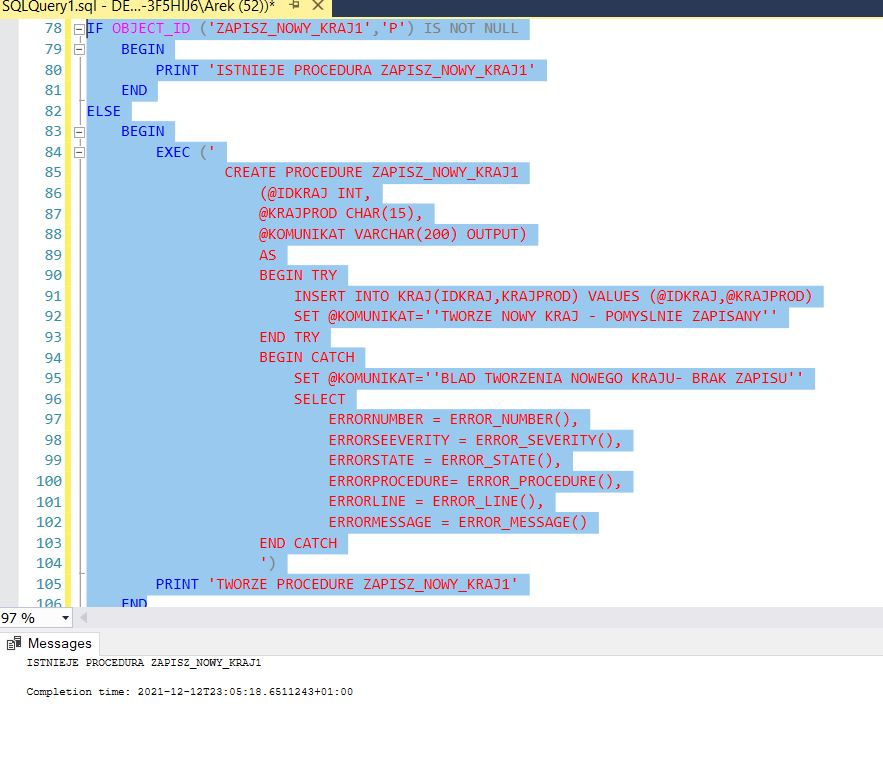 SQLQuery1.sql - DE...-3F5HIJ6\Arek (52))*
78 IF OBJECT_ID ('ZAPISZ_NOWY_KRAJ1','P') IS NOT NULL
79 BEGIN
80 PRINT 'ISTNIEJE PROCEDURA ZAPISZ_NOWY_KRAJ1'
81 END
82 ELSE
83 BEGIN
84 EXEC ('
85 CREATE PROCEDURE ZAPISZ_NOWY_KRAJ1
86 (@IDKRAJ INT,
87 @KRAJPROD CHAR(15),
88 @KOMUNIKAT VARCHAR(200) OUTPUT)
89 AS
90 BEGIN TRY
91 INSERT INTO KRAJ(IDKRAJ,KRAJPROD) VALUES (@IDKRAJ,@KRAJPROD)
92 SET @KOMUNIKAT=''TWORZE NOWY KRAJ - POMYSLNIE ZAPISANY''
93 END TRY
94 BEGIN CATCH
95 SET @KOMUNIKAT=''BLAD TWORZENIA NOWEGO KRAJU- BRAK ZAPISU''
96 SELECT
97 ERRORNUMBER = ERROR_NUMBER(),
98 ERRORSEEVERITY = ERROR_SEVERITY(),
99 ERRORSTATE = ERROR_STATE(),
100 ERRORPROCEDURE= ERROR_PROCEDURE(),
101 ERRORLINE = ERROR_LINE(),
102 ERRORMESSAGE = ERROR_MESSAGE()
103 END CATCH
104 ')
105 PRINT 'TWORZE PROCEDURE ZAPISZ_NOWY_KRAJ1'
106 END
97 %
Messages
ISTNIEJE PROCEDURA ZAPISZ_NOWY_KRAJ1
Completion time: 2021-12-12T23:05:18.6511243+01:00